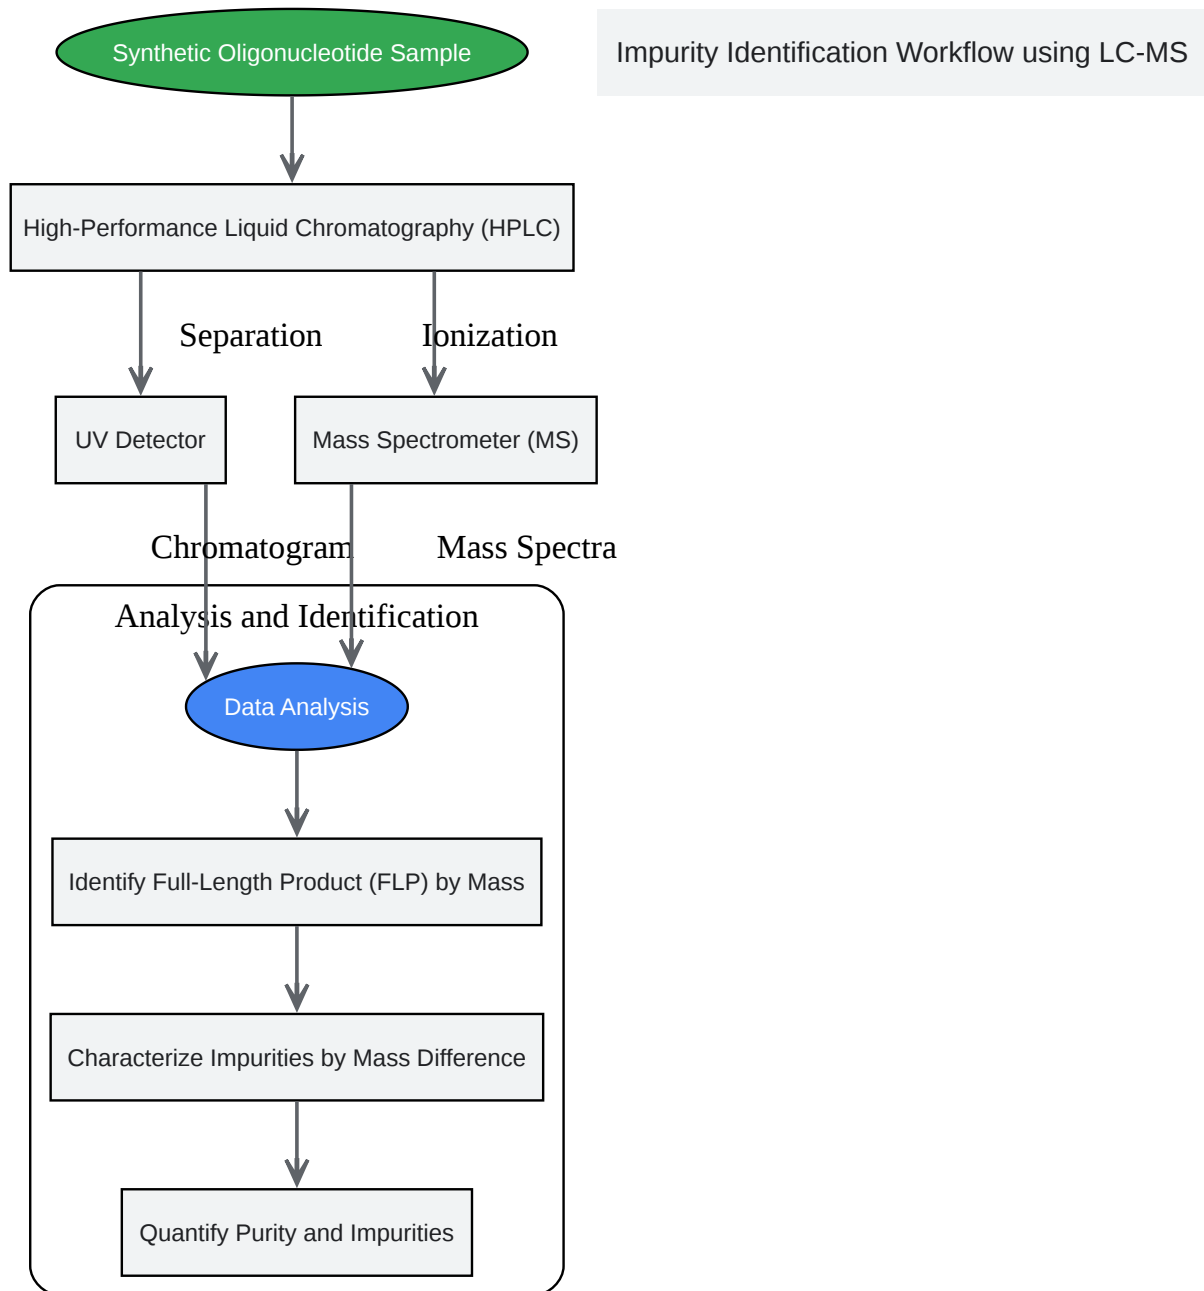 Synthetic Oligonucleotide Sample
Impurity Identification Workflow using LC-MS
High-Performance Liquid Chromatography (HPLC)
Separation
Ionization
UV Detector
Mass Spectrometer (MS)
Chromatogram
Mass Spectra
Analysis and Identification
Data Analysis
Identify Full-Length Product (FLP) by Mass
Characterize Impurities by Mass Difference
Quantify Purity and Impurities